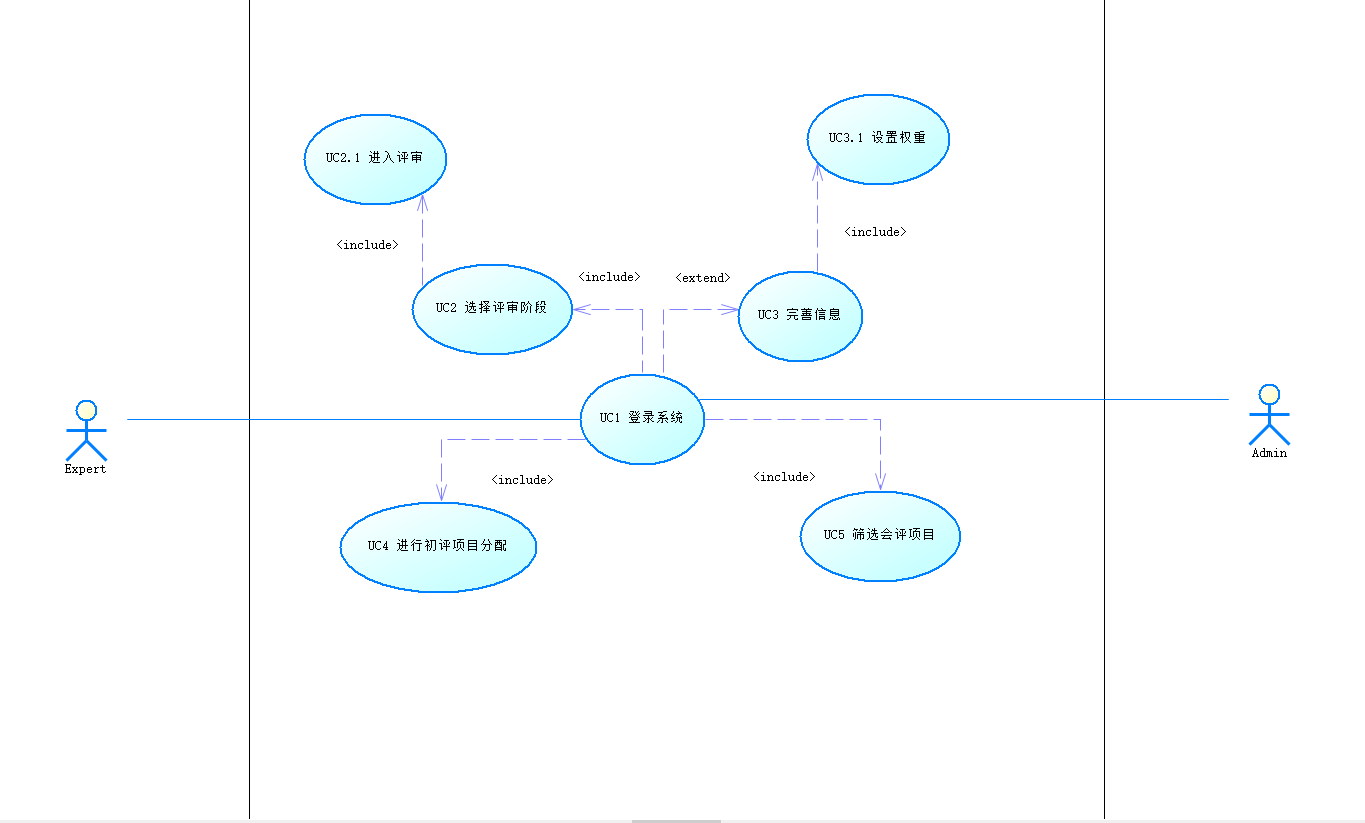 UC3.1 设置权重
UC2.1 进入评审
<include>
<include>
<include>
<extend>
UC2 选择评审阶段
UC3 完善信息
UC1 登录系统
Expert
Admin
<include>
<include>
UC4 进行初评项目分配
UC5 筛选会评项目